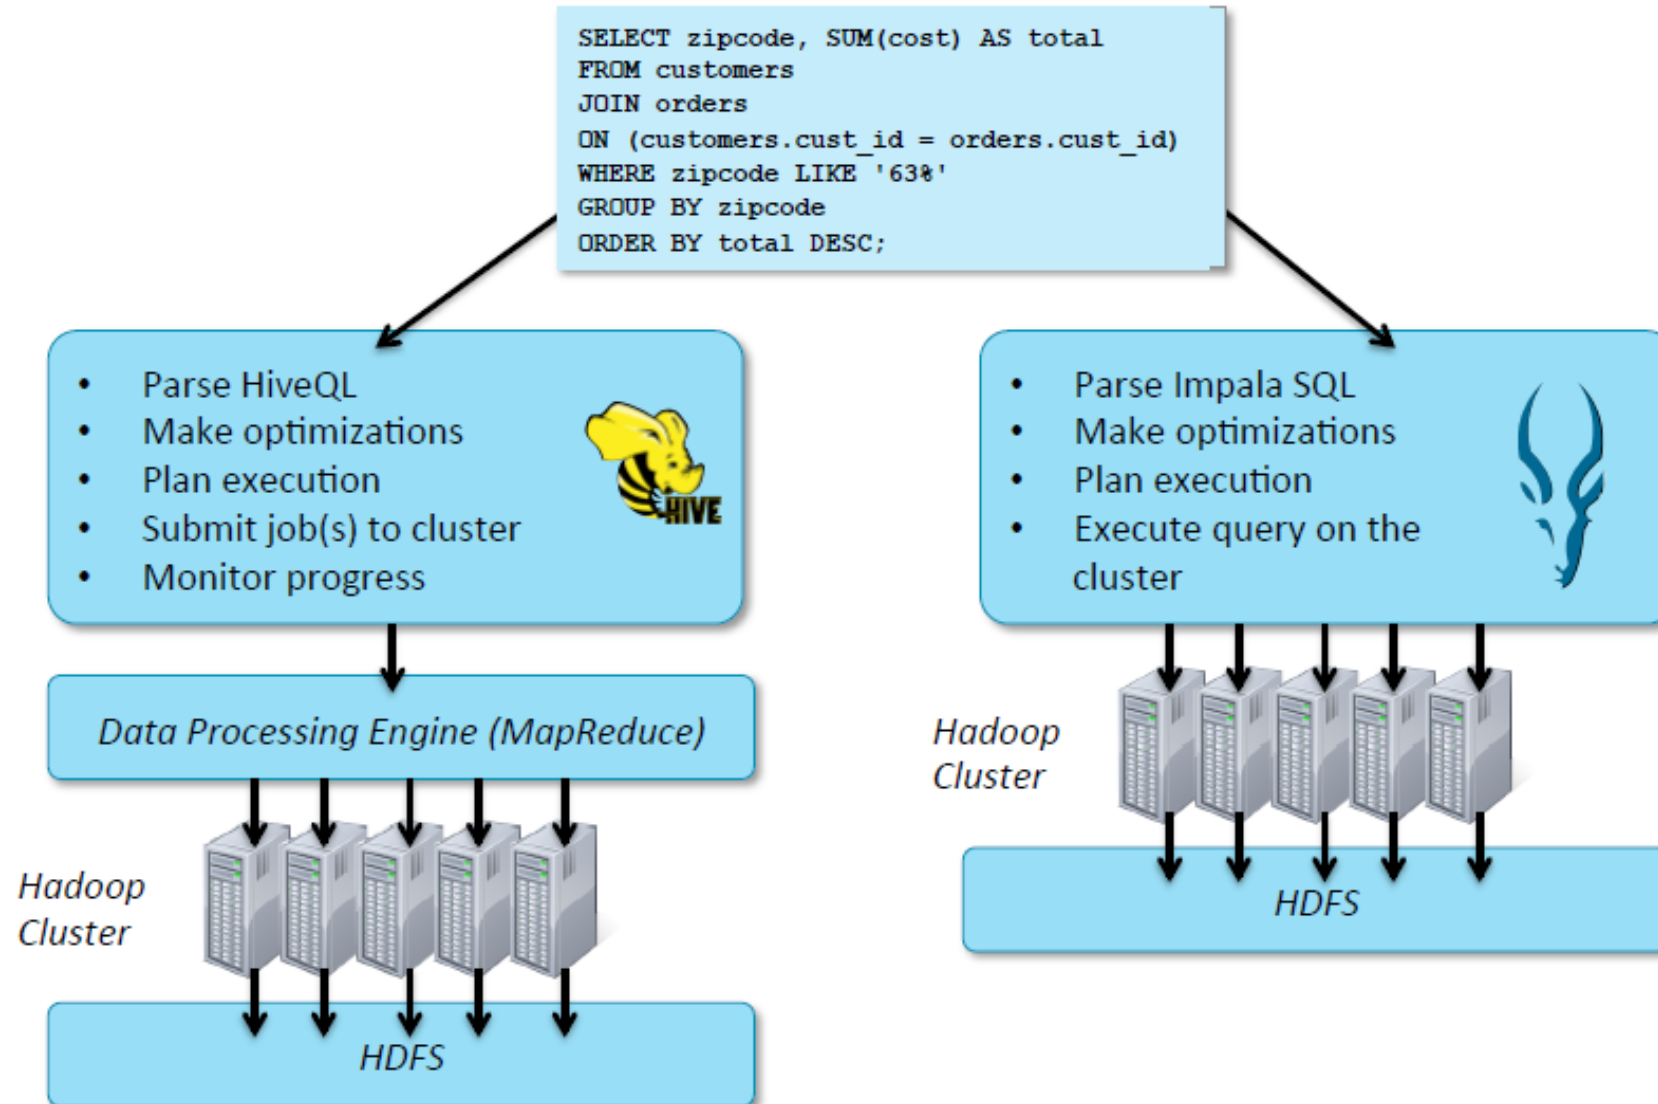 SELECT zipcode, SUM(cost) AS total
FROM customers
JOIN orders
ON (customers.cust_id = orders.cust_id)
WHERE zipcode LIKE '63%'
GROUP BY zipcode
ORDER BY total DESC;
• Parse HiveQL
• Make optimizations
• Plan execution
• Submit job(s) to cluster
• Monitor progress
HIVE
Data Processing Engine (MapReduce)
Hadoop
Cluster
HDFS
• Parse Impala SQL
• Make optimizations
• Plan execution
• Execute query on the
cluster
Hadoop
Cluster
HDFS